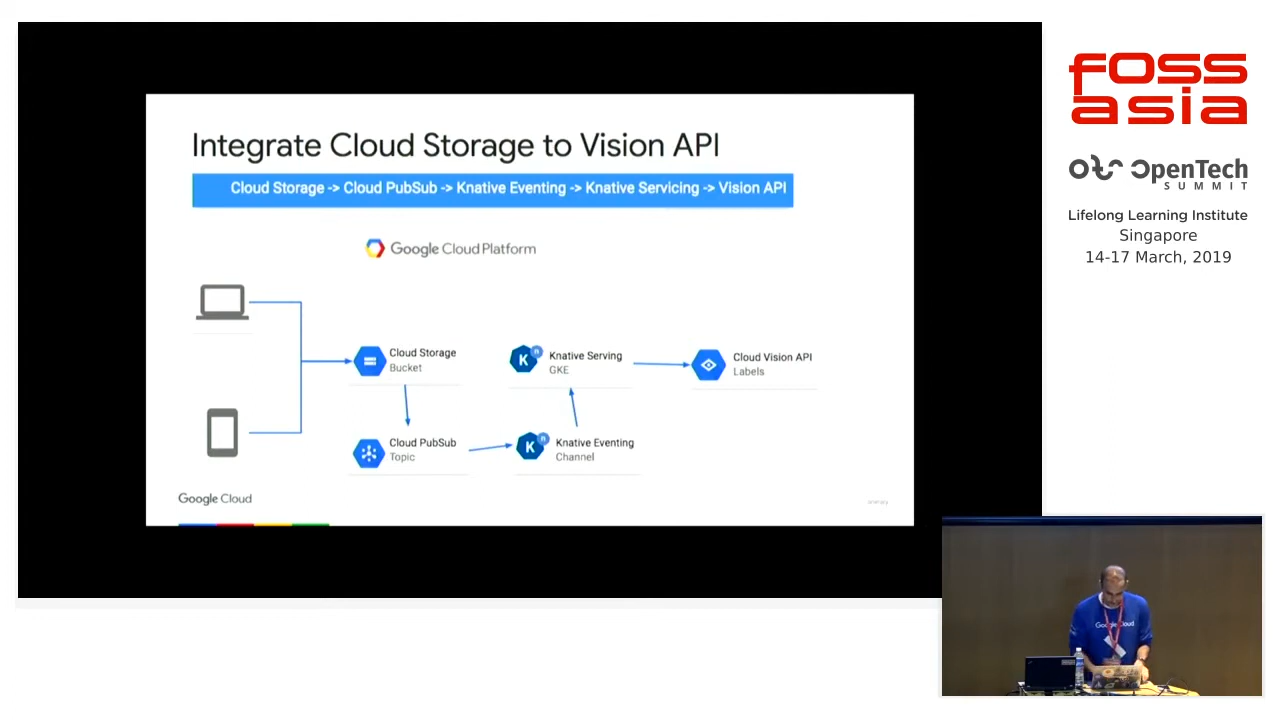 Integrate Cloud Storage to Vision API
Cloud Storage -> Cloud PubSub -> Knative Eventing -> Knative Servicing -> Vision API
Google Cloud Platform
Cloud Storage
Bucket
Knative Serving
GKE
Cloud Vision API
Labels
Cloud PubSub
Topic
Knative Eventing
Channel
K
n
K
n
Google Cloud
FOSS
asia
OpenTech
SUMMIT
Lifelong Learning Institute
Singapore
14-17 March, 2019
Google Cloud